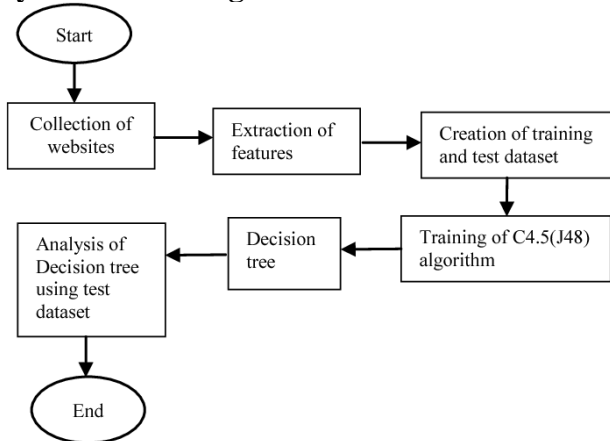 Start
Collection of
websites
Extraction of
features
Creation of training
and test dataset
Training of C4.5(J48)
algorithm
Decision
tree
Analysis of
Decision tree
using test
dataset
End